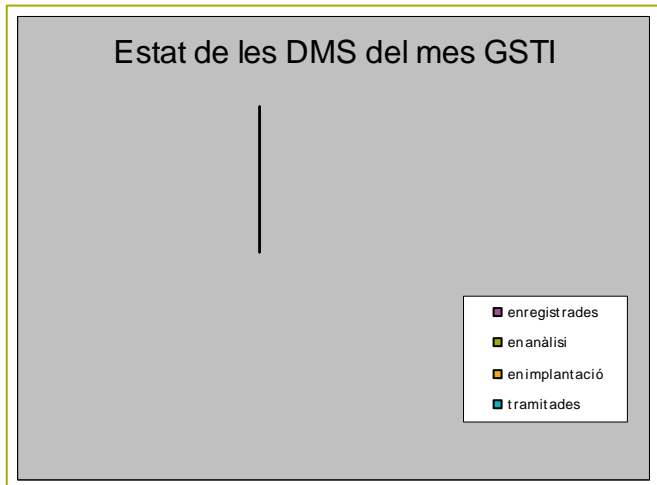 Estat de les DMS del mes GSTI
enregistrades
en anàlisi
en implantació
tramitades